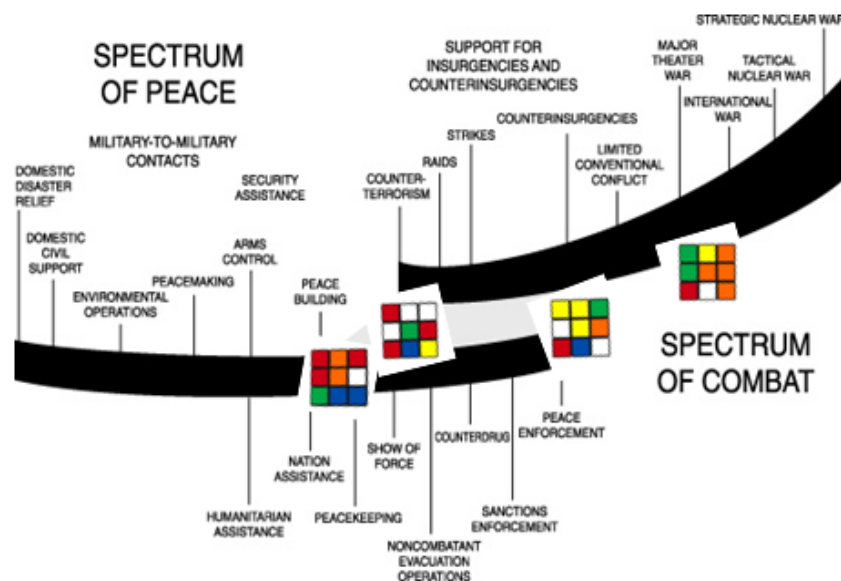 SPECTRUM
OF PEACE
MILITARY-TO-MILITARY
CONTACTS
SECURITY
ASSISTANCE
DOMESTIC
DISASTER
RELIEF
DOMESTIC
CIVIL
SUPPORT
ENVIRONMENTAL
OPERATIONS
PEACEMAKING
ARMS
CONTROL
PEACE
BUILDING
SUPPORT FOR
INSURGENCIES AND
COUNTERINSURGENCIES
COUNTER-
TERRORISM
RAIDS
STRIKES
COUNTERINSURGENCIES
LIMITED
CONVENTIONAL
CONFLICT
MAJOR
THEATER
WAR
INTERNATIONAL
WAR
TACTICAL
NUCLEAR WAR
STRATEGIC NUCLEAR WAR
SPECTRUM
OF COMBAT
HUMANITARIAN
ASSISTANCE
NATION
ASSISTANCE
PEACEKEEPING
SHOW OF
FORCE
NONCOMBATANT
EVACUATION
OPERATIONS
COUNTERDRUG
SANCTIONS
ENFORCEMENT
PEACE
ENFORCEMENT